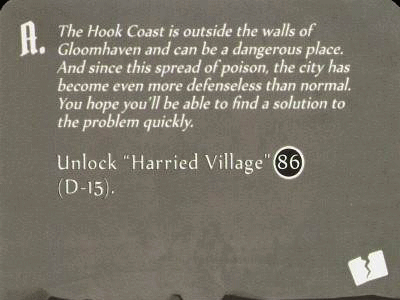 A. The Hook Coast is outside the walls of
Gloomhaven and can be a dangerous place.
And since this spread of poison, the city has
become even more defenseless than normal.
You hope you'll be able to find a solution to
the problem quickly.
Unlock "Harried Village" 86
(D-15).